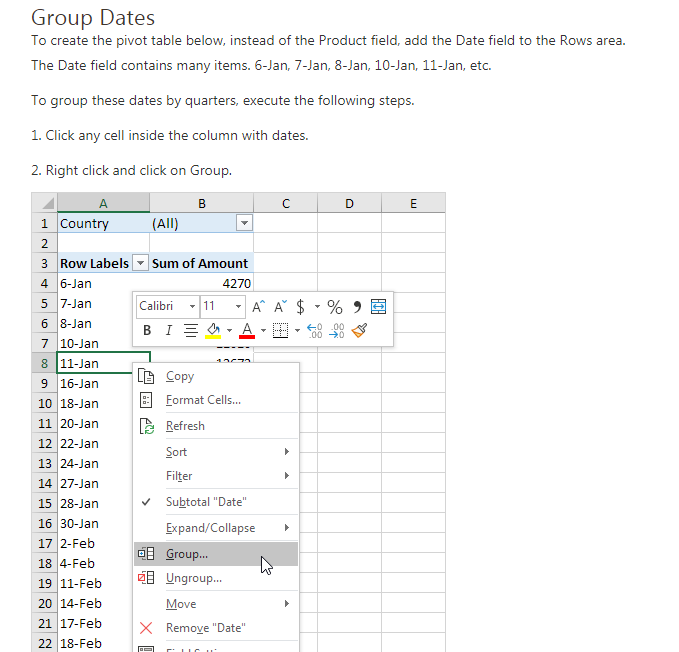 Group Dates
To create the pivot table below, instead of the Product field, add the Date field to the Rows area.
The Date field contains many items. 6-Jan, 7-Jan, 8-Jan, 10-Jan, 11-Jan, etc.
To group these dates by quarters, execute the following steps.
1. Click any cell inside the column with dates.
2. Right click and click on Group.
A B C D E
1 Country (All)
2
3 Row Labels Sum of Amount
4 6-Jan 4270
5 7-Jan
Calibri 11 A A $ % ,
6 8-Jan
B I A .00 .00
7 10-Jan
8 11-Jan
Copy
9 16-Jan
Format Cells...
10 18-Jan
11 20-Jan
Refresh
12 22-Jan
Sort
13 24-Jan
Filter
14 27-Jan
15 28-Jan
Subtotal "Date"
16 30-Jan
Expand/Collapse
17 2-Feb
Group...
18 4-Feb
Ungroup...
19 11-Feb
20 14-Feb
Move
21 17-Feb
Remove "Date"
22 18-Feb